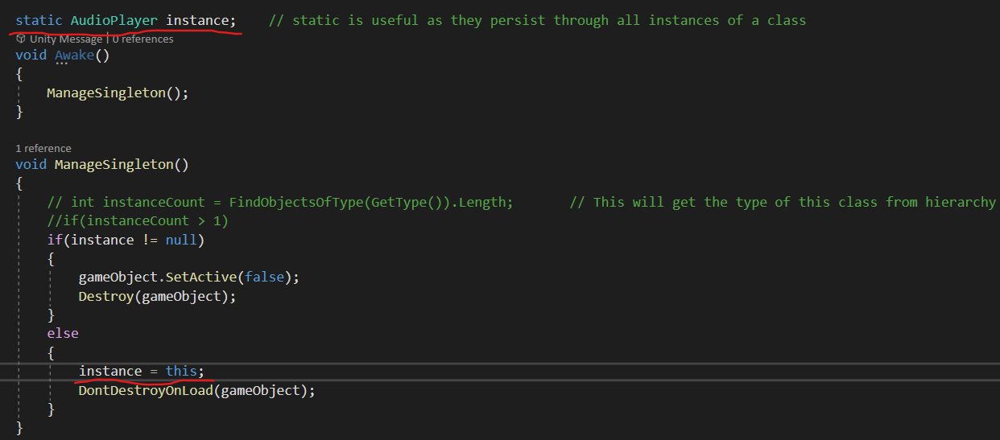 static AudioPlayer instance;    // static is useful as they persist through all instances of a class
Unity Message | 0 references
void Awake()
{
    ManageSingleton();
}
1 reference
void ManageSingleton()
{
    // int instanceCount = FindObjectsOfType(GetType()).Length;       // This will get the type of this class from hierarchy
    //if(instanceCount > 1)
    if(instance != null)
    {
        gameObject.SetActive(false);
        Destroy(gameObject);
    }
    else
    {
        instance = this;
        DontDestroyOnLoad(gameObject);
    }
}